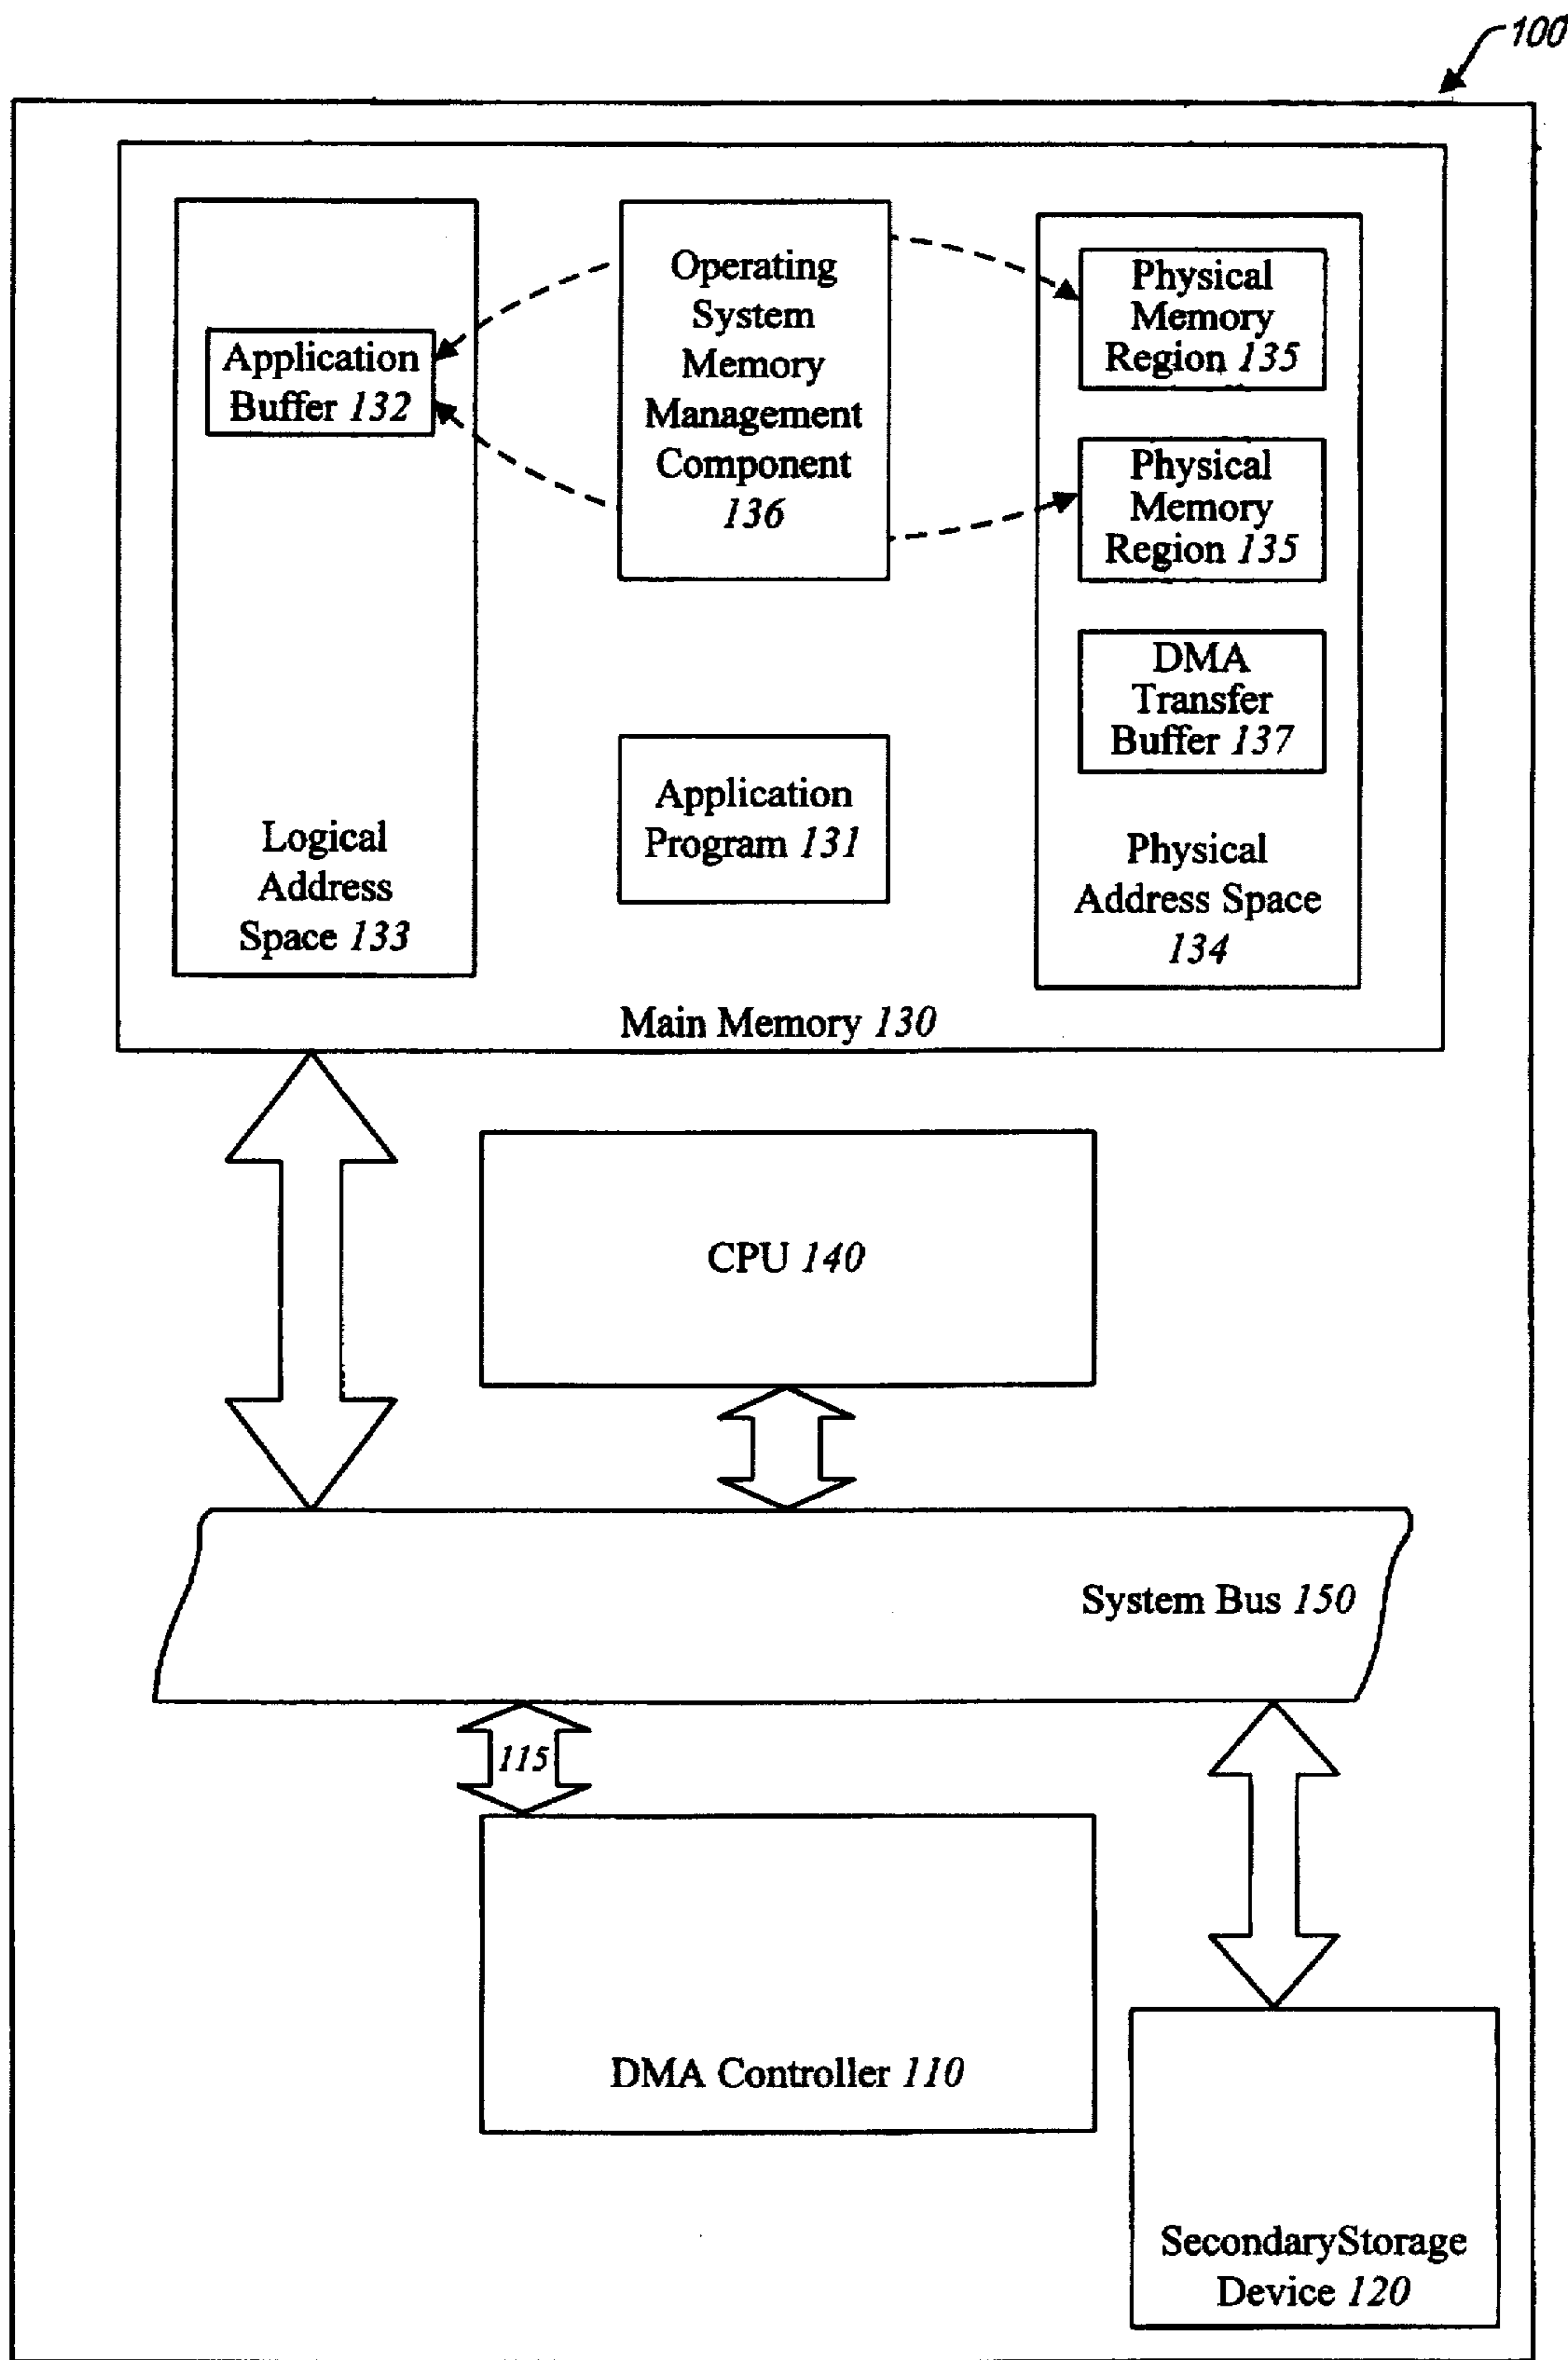 100
Application
Buffer 132
Logical
Address
Space 133
Operating
System
Memory
Management
Component
136
Application
Program 131
Physical
Memory
Region 135
Physical
Memory
Region 135
DMA
Transfer
Buffer 137
Physical
Address Space
134
Main Memory 130
CPU 140
System Bus 150
115
DMA Controller 110
SecondaryStorage
Device 120